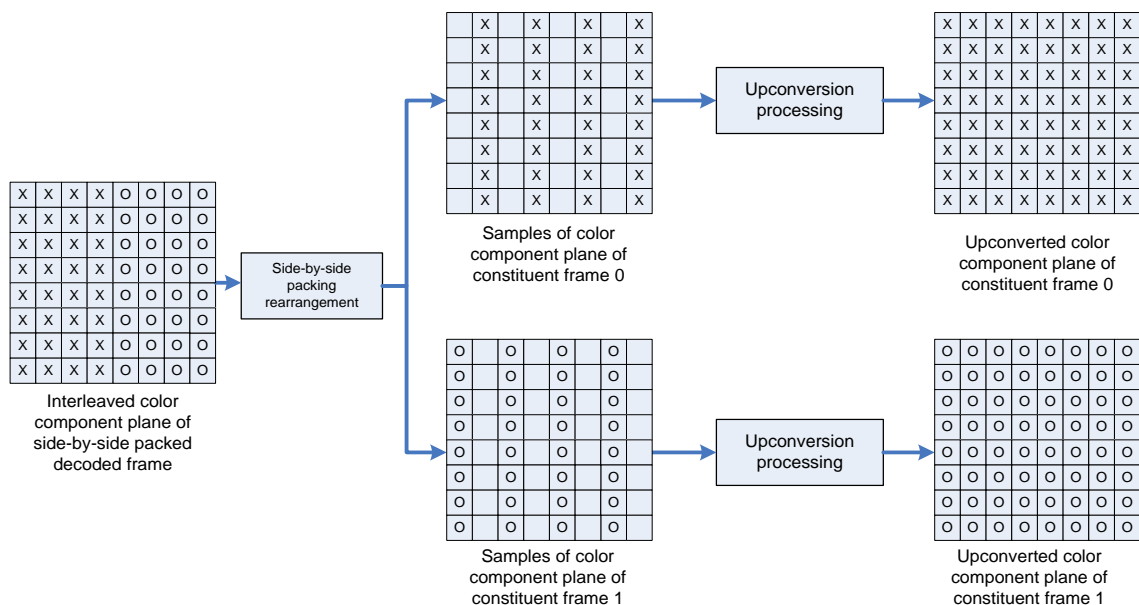 X X X X
X X X X
X X X X
X X X X
X X X X
X X X X
X X X X
X X X X
Samples of color
component plane of
constituent frame 0
Upconversion
processing
X X X X X X X X
X X X X X X X X
X X X X X X X X
X X X X X X X X
X X X X X X X X
X X X X X X X X
X X X X X X X X
X X X X X X X X
Upconverted color
component plane of
constituent frame 0
X X X X O O O O
X X X X O O O O
X X X X O O O O
X X X X O O O O
X X X X O O O O
X X X X O O O O
X X X X O O O O
X X X X O O O O
Interleaved color
component plane of
side-by-side packed
decoded frame
Side-by-side
packing
rearrangement
O O O O
O O O O
O O O O
O O O O
O O O O
O O O O
O O O O
O O O O
Samples of color
component plane of
constituent frame 1
Upconversion
processing
O O O O O O O O
O O O O O O O O
O O O O O O O O
O O O O O O O O
O O O O O O O O
O O O O O O O O
O O O O O O O O
O O O O O O O O
Upconverted color
component plane of
constituent frame 1